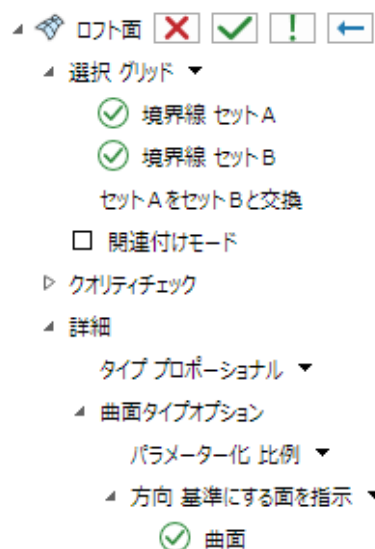 ロフト面
選択 グリッド
境界線 セットA
境界線 セットB
セットAをセットBと交換
関連付けモード
クオリティチェック
詳細
タイプ プロポーショナル
曲面タイプオプション
パラメーター化 比例
方向 基準にする面を指示
曲面